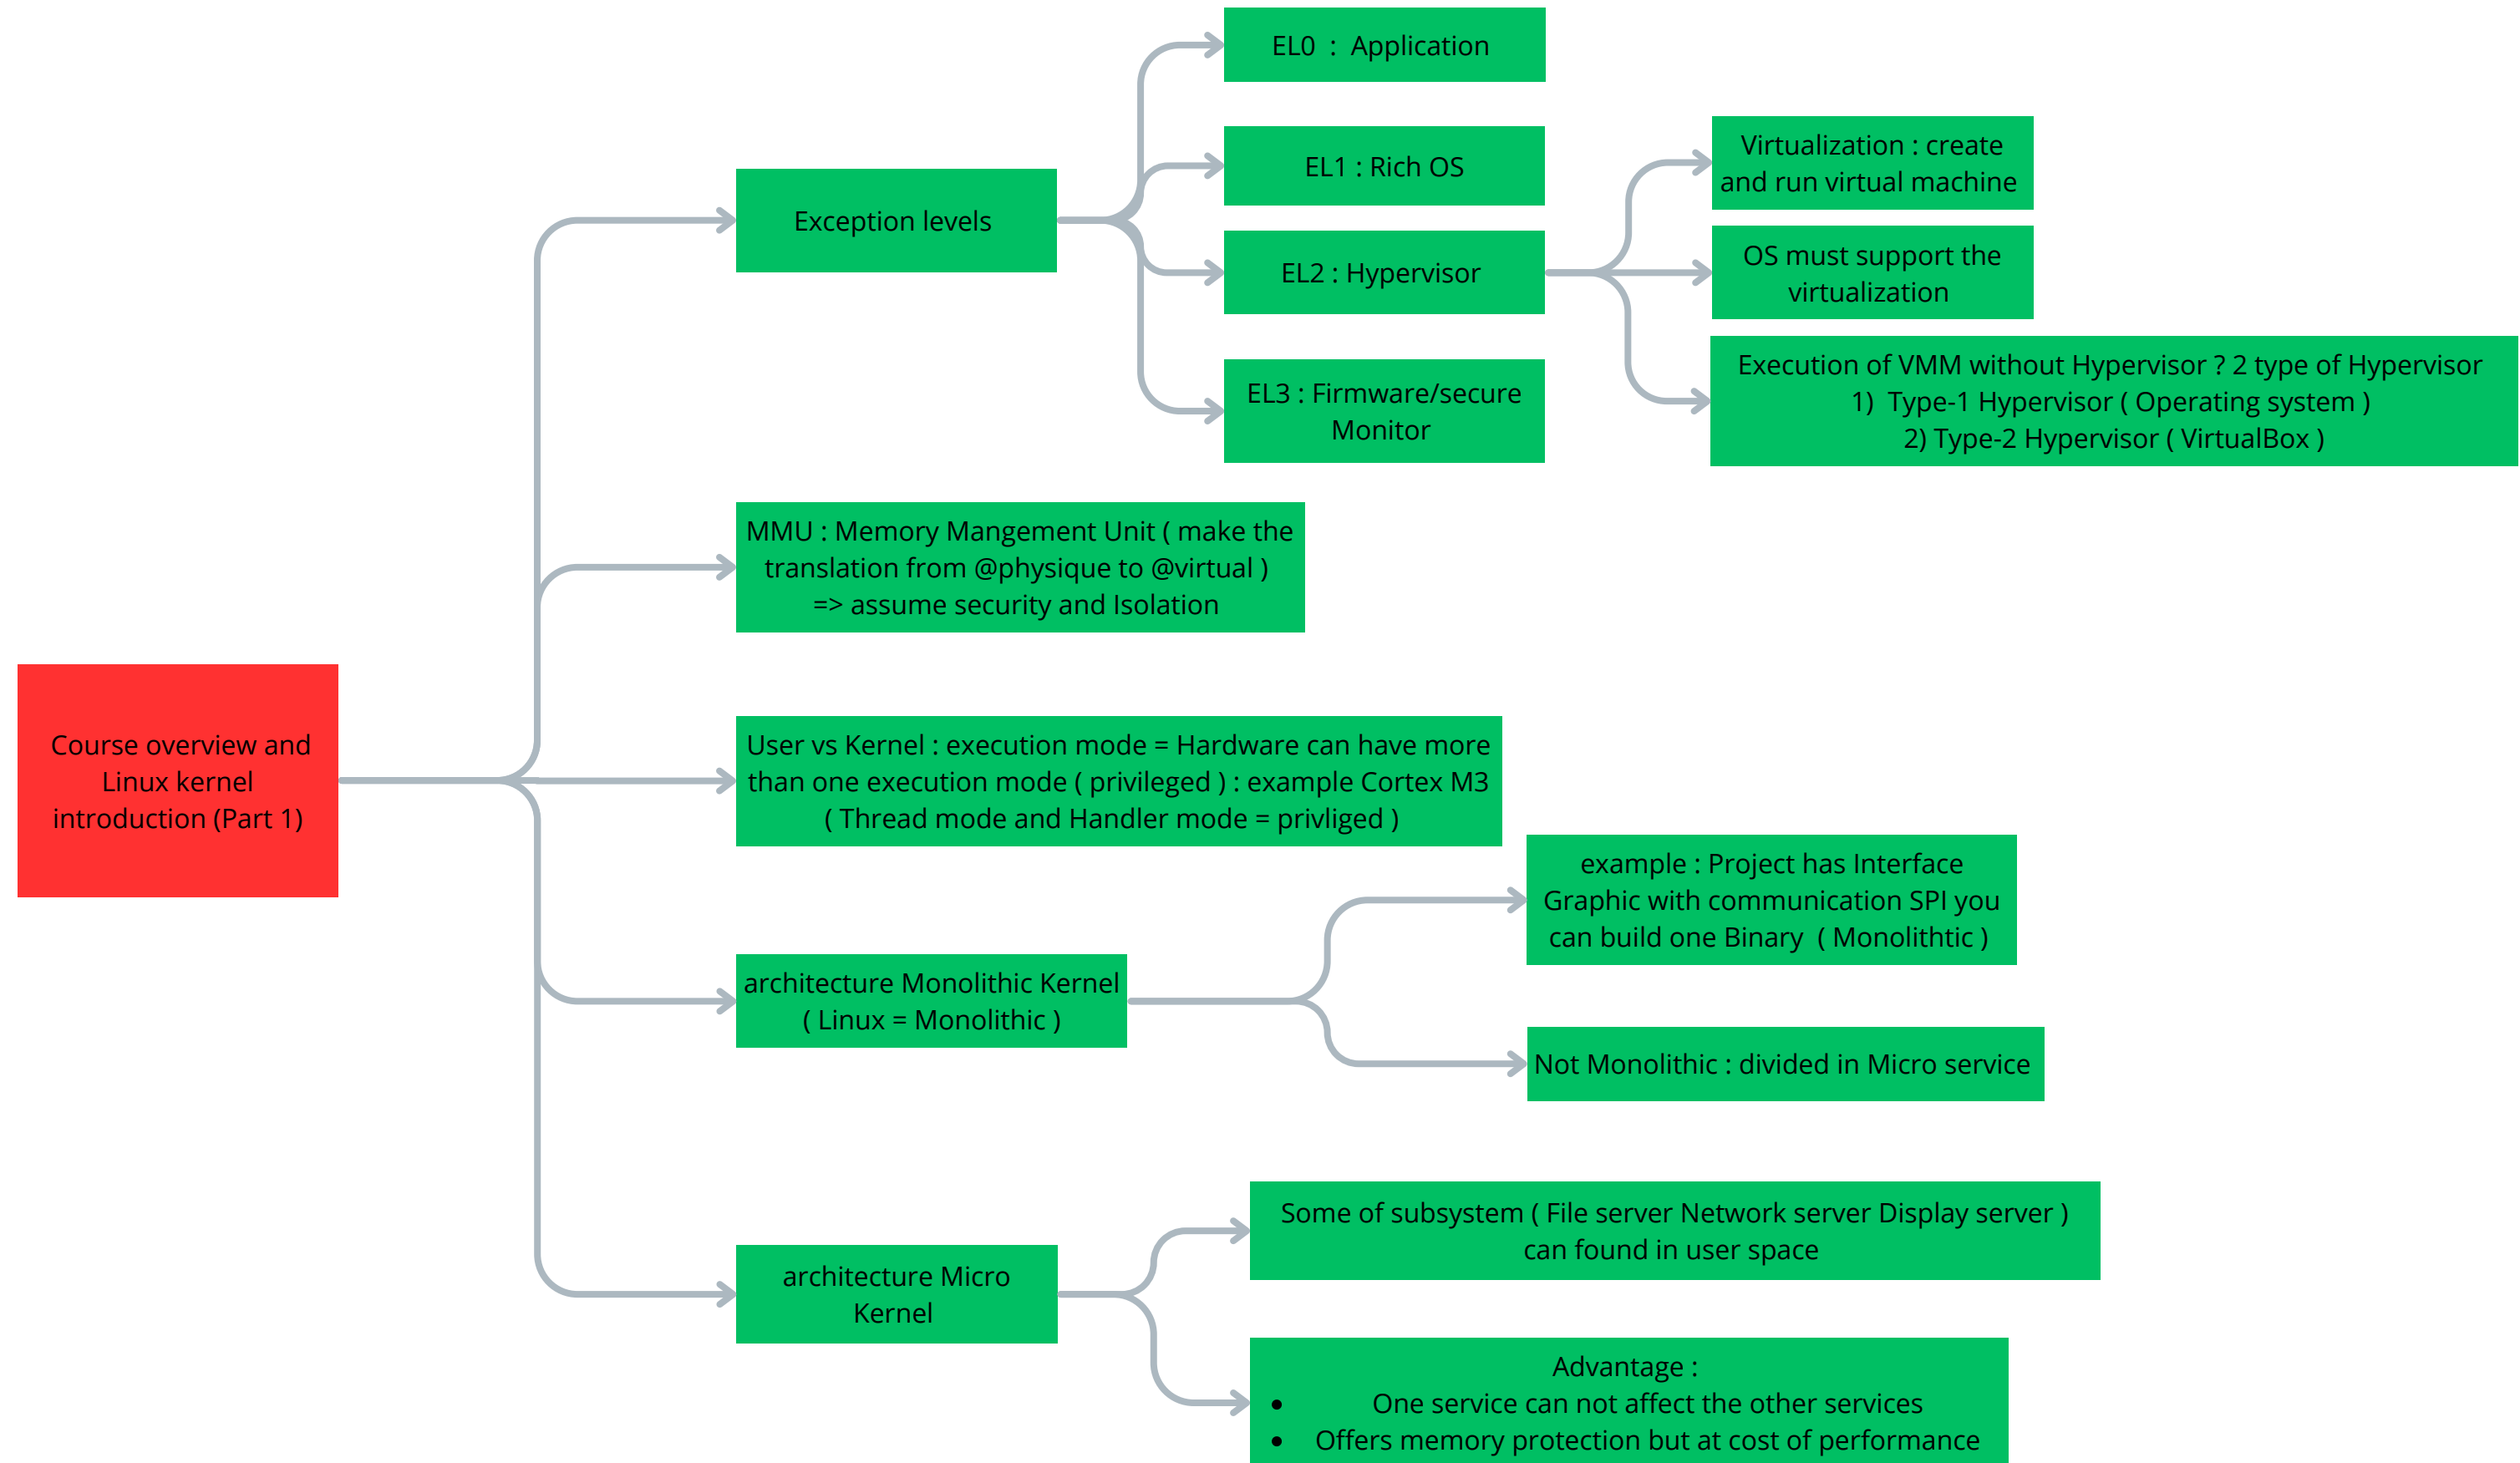 Course overview and
Linux kernel
introduction (Part 1)
Exception levels
EL0 : Application
EL1 : Rich OS
EL2 : Hypervisor
Virtualization : create
and run virtual machine
OS must support the
virtualization
Execution of VMM without Hypervisor ? 2 type of Hypervisor
1) Type-1 Hypervisor ( Operating system )
2) Type-2 Hypervisor ( VirtualBox )
EL3 : Firmware/secure
Monitor
MMU : Memory Mangement Unit ( make the
translation from @physique to @virtual )
=> assume security and Isolation
User vs Kernel : execution mode = Hardware can have more
than one execution mode ( privileged ) : example Cortex M3
( Thread mode and Handler mode = privliged )
architecture Monolithic Kernel
( Linux = Monolithic )
example : Project has Interface
Graphic with communication SPI you
can build one Binary ( Monolithtic )
Not Monolithic : divided in Micro service
architecture Micro
Kernel
Some of subsystem ( File server Network server Display server )
can found in user space
Advantage :
• One service can not affect the other services
• Offers memory protection but at cost of performance